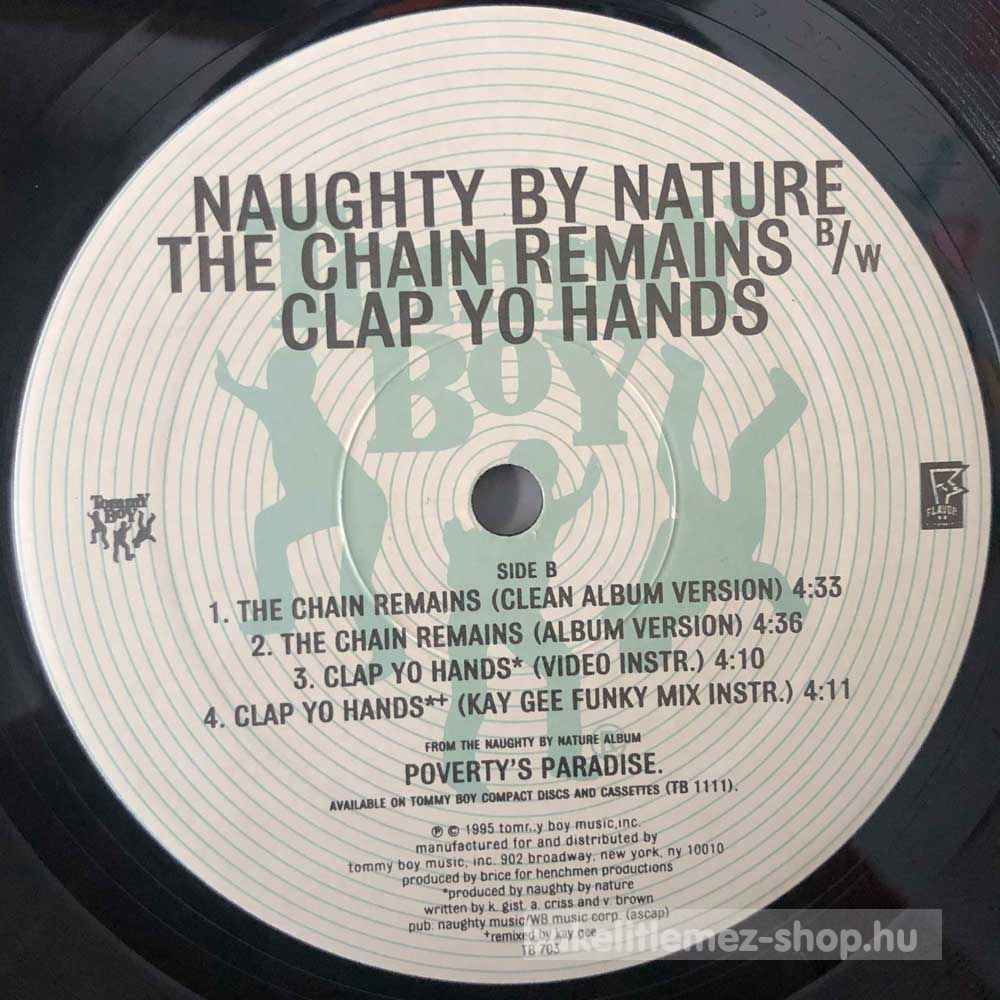 NAUGHTY BY NATURE
THE CHAIN REMAINS B/W
CLAP YO HANDS
TOMMY
BOY
BOY
FLAVOR
SIDE B
1. THE CHAIN REMAINS (CLEAN ALBUM VERSION) 4:33
2. THE CHAIN REMAINS (ALBUM VERSION) 4:36
3. CLAP YO HANDS* (VIDEO INSTR.) 4:10
4. CLAP YO HANDS*+ (KAY GEE FUNKY MIX INSTR.) 4:11
FROM THE NAUGHTY BY NATURE ALBUM
POVERTY'S PARADISE.
AVAILABLE ON TOMMY BOY COMPACT DISCS AND CASSETTES (TB 1111).
℗ © 1995 tommy boy music,inc.
manufactured for and distributed by
tommy boy music, inc. 902 broadway, new york, ny 10010
produced by brice for henchmen productions
*produced by naughty by nature
written by k. gist, a. criss and v. brown
pub. naughty music/WB music corp. (ascap)
+remixed by kay gee
TB 703
bakelitlemez-shop.hu